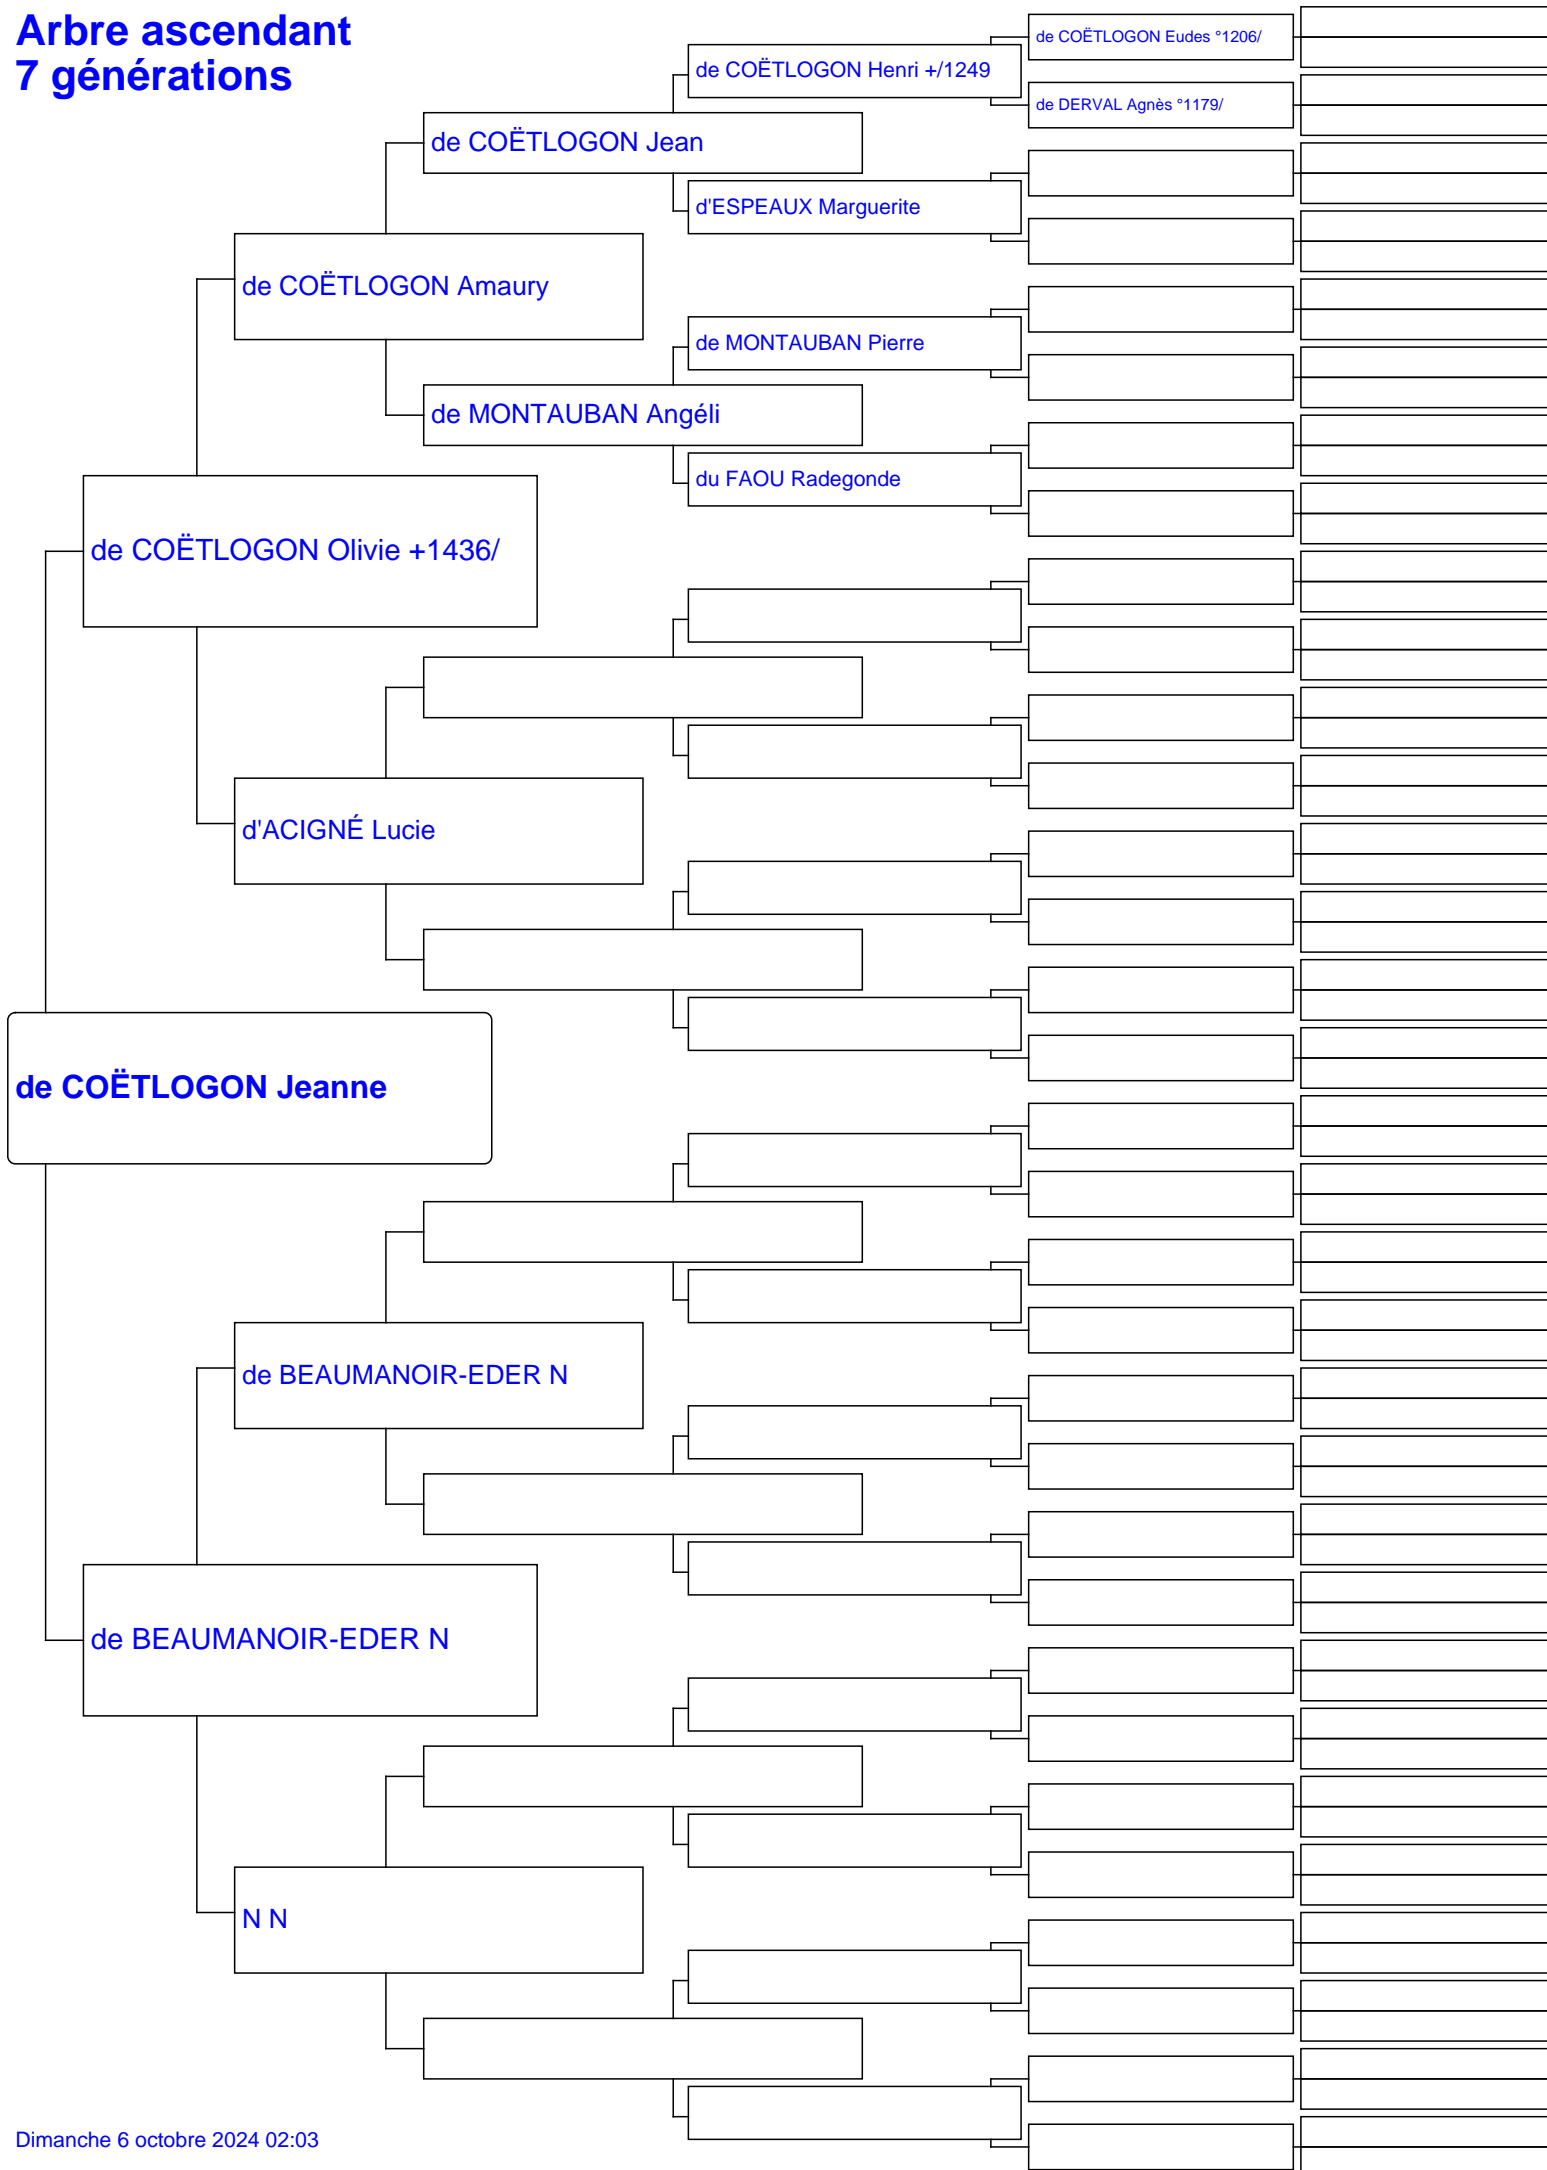 Arbre ascendant
7 générations
de COËTLOGON Eudes °1206/
de COËTLOGON Henri +/1249
de DERVAL Agnès °1179/
de COËTLOGON Jean
d'ESPEAUX Marguerite
de COËTLOGON Amaury
de MONTAUBAN Pierre
de MONTAUBAN Angéli
du FAOU Radegonde
de COËTLOGON Olivie +1436/
d'ACIGNÉ Lucie
de COËTLOGON Jeanne
de BEAUMANOIR-EDER N
de BEAUMANOIR-EDER N
N N
Dimanche 6 octobre 2024 02:03